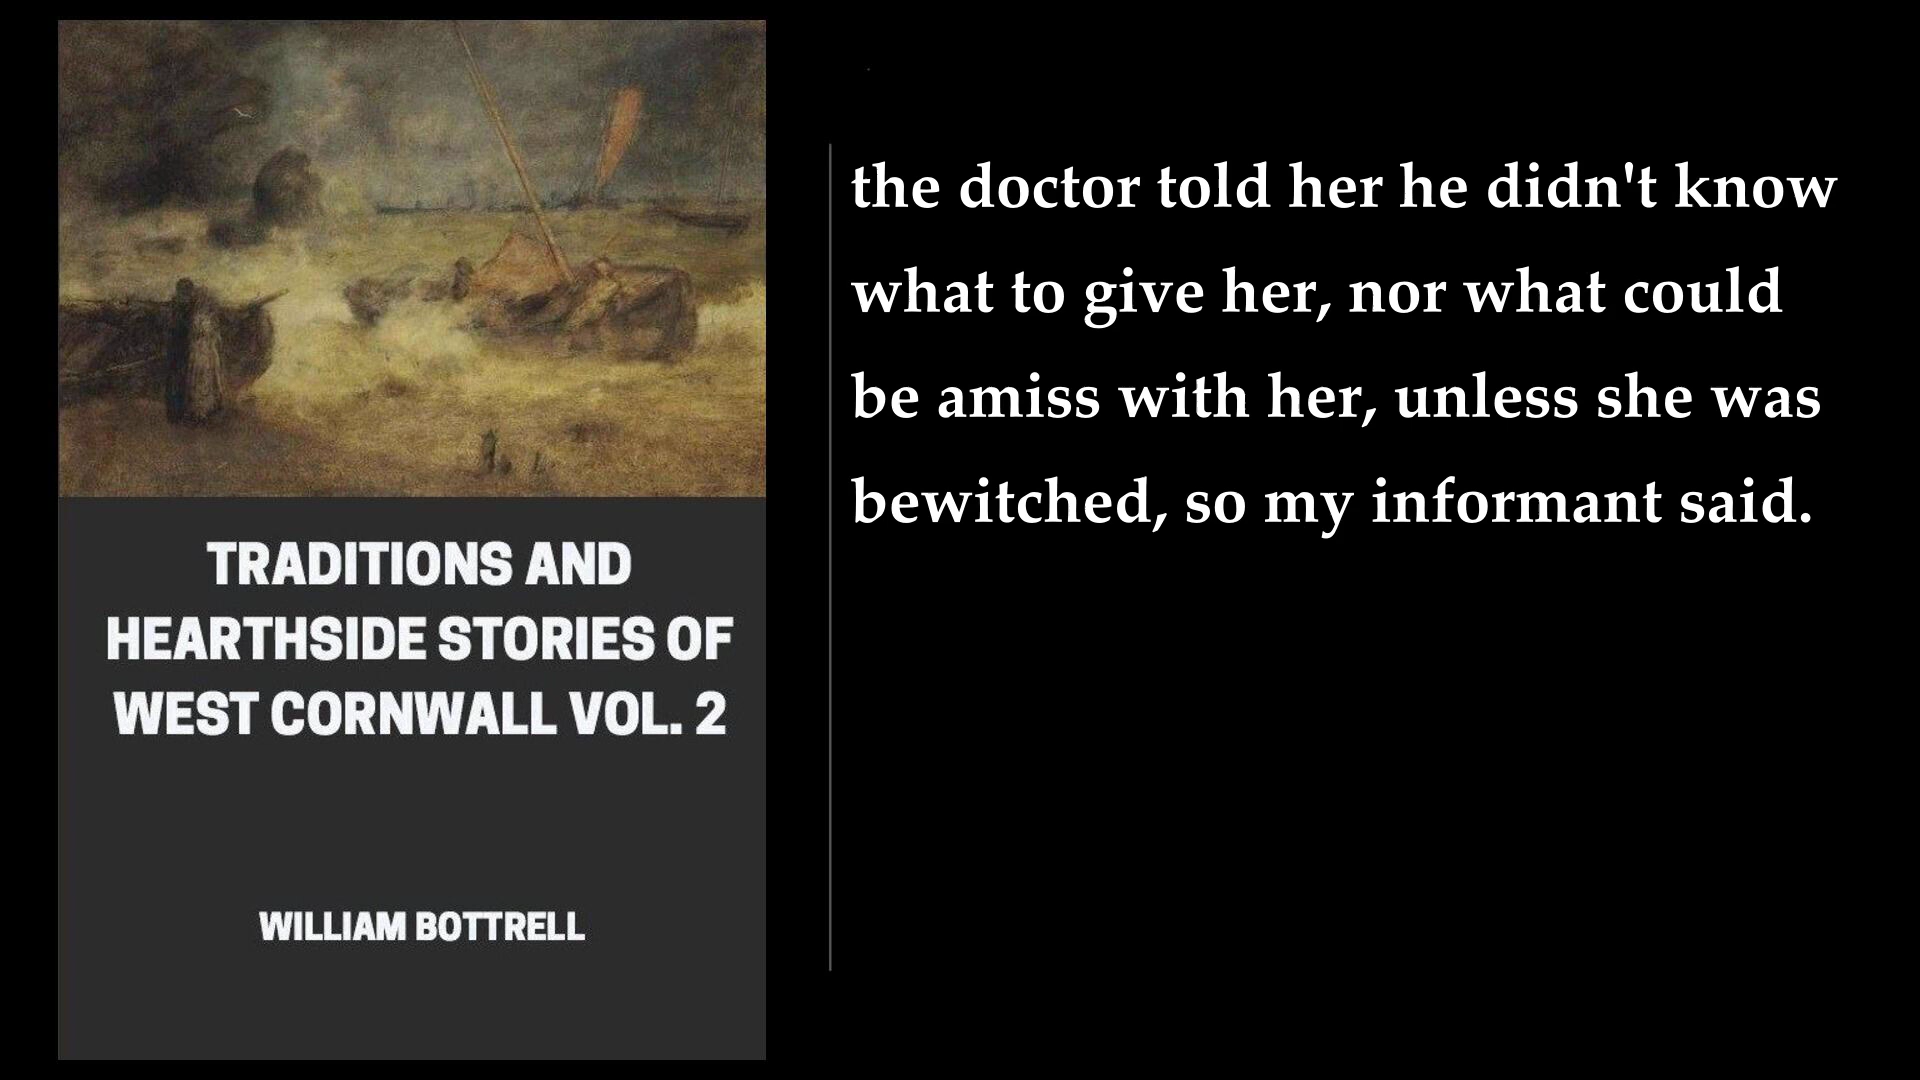 TRADITIONS AND
HEARTHSIDE STORIES OF
WEST CORNWALL VOL. 2
WILLIAM BOTTRELL
the doctor told her he didn't know
what to give her, nor what could
be amiss with her, unless she was
bewitched, so my informant said.